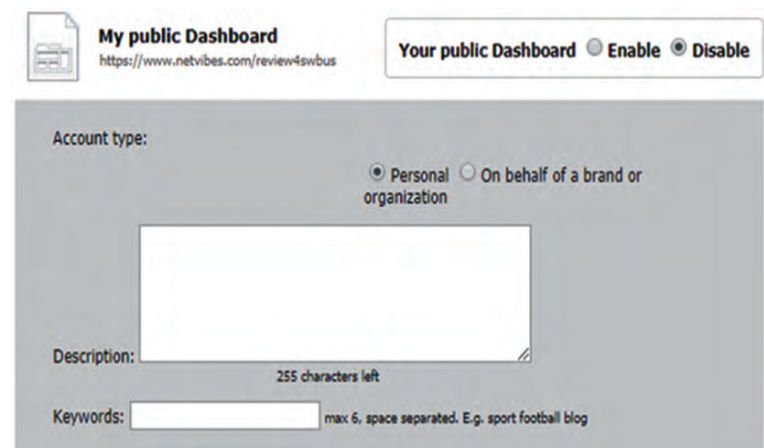 My public Dashboard
https://www.netvibes.com/review4swbus
Your public Dashboard Enable Disable
Account type:
Personal On behalf of a brand or
organization
Description:
255 characters left
Keywords: max 6, space separated. E.g. sport football blog